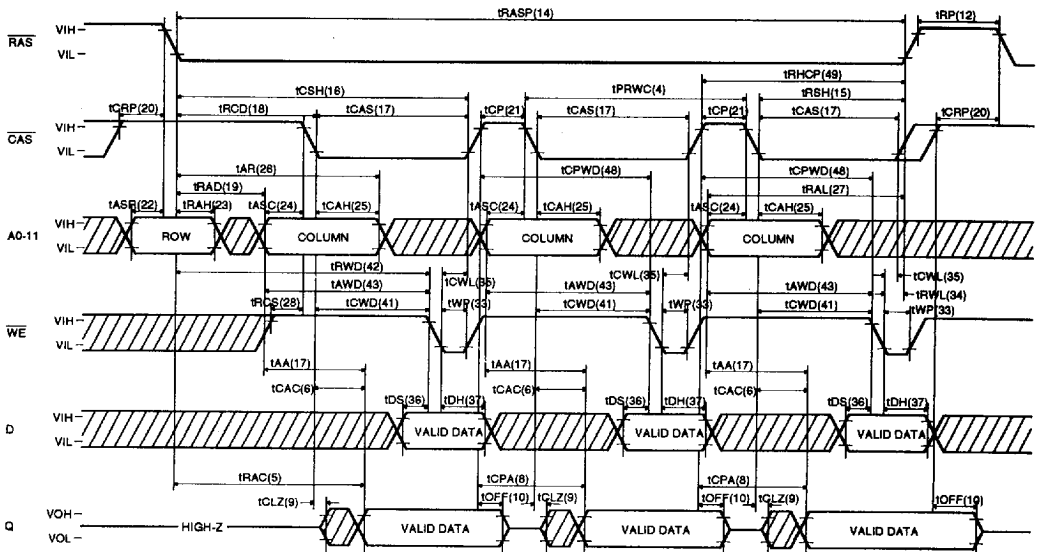 tRASP(14)
tRP(12)
RAS
VIH
VIL
tRHCP(49)
tCSH(16)
tPRWC(4)
tRSH(15)
tCRP(20)
tRCD(18)
tCAS(17)
tCP(21)
tCAS(17)
tCP(21)
tCAS(17)
tCRP(20)
CAS
VIH
VIL
tAR(26)
tCPWD(48)
tCPWD(48)
tRAD(19)
tRAL(27)
tASR(22)
tRAH(23)
tASC(24)
tCAH(25)
tASC(24)
tCAH(25)
tASC(24)
tCAH(25)
A0-11
VIH
VIL
ROW
COLUMN
COLUMN
COLUMN
tRWD(42)
tCWL(35)
tCWL(35)
tCWL(35)
tAWD(43)
tAWD(43)
tAWD(43)
tRWL(34)
tRCS(28)
tCWD(41)
tWP(33)
tCWD(41)
tWP(33)
tCWD(41)
tWP(33)
WE
VIH
VIL
tAA(17)
tAA(17)
tAA(17)
tCAC(6)
tCAC(6)
tCAC(6)
tDS(36)
tDH(37)
tDS(36)
tDH(37)
tDS(36)
tDH(37)
D
VIH
VIL
VALID DATA
VALID DATA
VALID DATA
tRAC(5)
tCPA(8)
tCPA(8)
tCLZ(9)
tOFF(10)
tCLZ(9)
tOFF(10)
tCLZ(9)
tOFF(10)
Q
VOH
VOL
HIGH-Z
VALID DATA
VALID DATA
VALID DATA